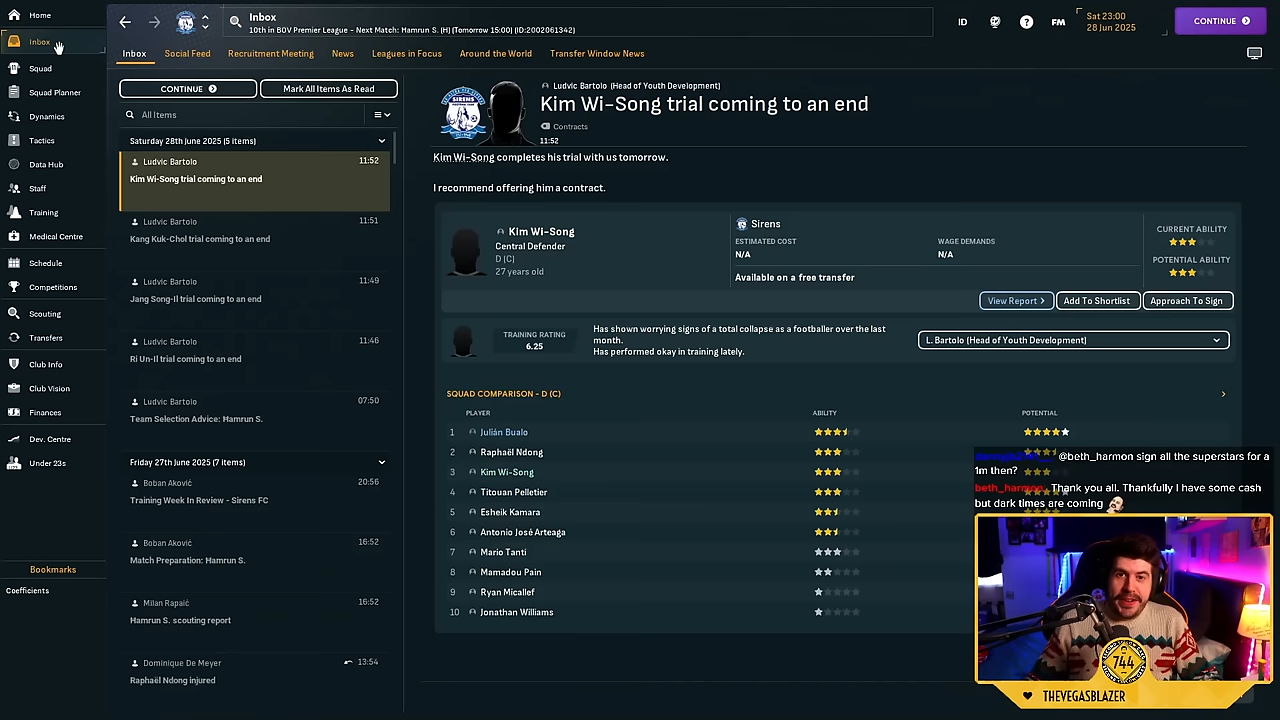 Home
Inbox
Squad
Squad Planner
Dynamics
Tactics
Data Hub
Staff
Training
Medical Centre
Schedule
Competitions
Scouting
Transfers
Club Info
Club Vision
Finances
Dev. Centre
Under 23s
Bookmarks
Coefficients
Inbox
10th in BOV Premier League - Next Match: Hamrun S. (H) (Tomorrow 15:00) (ID:2002061342)
ID
FM
Sat 23:00
28 Jun 2025
CONTINUE
Inbox
Social Feed
Recruitment Meeting
News
Leagues in Focus
Around the World
Transfer Window News
CONTINUE
Mark All Items As Read
All Items
Saturday 28th June 2025 (5 items)
Ludvic Bartolo 11:52
Kim Wi-Song trial coming to an end
Ludvic Bartolo 11:51
Kang Kuk-Chol trial coming to an end
Ludvic Bartolo 11:49
Jang Song-Il trial coming to an end
Ludvic Bartolo 11:46
Ri Un-Il trial coming to an end
Ludvic Bartolo 07:50
Team Selection Advice: Ħamrun S.
Friday 27th June 2025 (7 items)
Boban Aković 20:56
Training Week In Review - Sirens FC
Boban Aković 16:52
Match Preparation: Ħamrun S.
Milan Rapaić 16:52
Ħamrun S. scouting report
Dominique De Meyer 13:54
Raphaël Ndong injured
Ludvic Bartolo (Head of Youth Development)
Kim Wi-Song trial coming to an end
Contracts
11:52
Kim Wi-Song completes his trial with us tomorrow.
I recommend offering him a contract.
Kim Wi-Song
Central Defender
D (C)
27 years old
Sirens
ESTIMATED COST WAGE DEMANDS
N/A N/A
Available on a free transfer
CURRENT ABILITY
POTENTIAL ABILITY
View Report
Add To Shortlist
Approach To Sign
TRAINING RATING
6.25
Has shown worrying signs of a total collapse as a footballer over the last
month.
Has performed okay in training lately.
L. Bartolo (Head of Youth Development)
SQUAD COMPARISON - D (C)
PLAYER ABILITY POTENTIAL
1 Julián Bualo
2 Raphaël Ndong
3 Kim Wi-Song
4 Titouan Pelletier
5 Esheik Kamara
6 Antonio José Arteaga
7 Mario Tanti
8 Mamadou Pain
9 Ryan Micallef
10 Jonathan Williams
@beth_harmon sign all the superstars for a
1m then?
beth_harmon Thank you all. Thankfully I have some cash
but dark times are coming
744
THEVEGASBLAZER